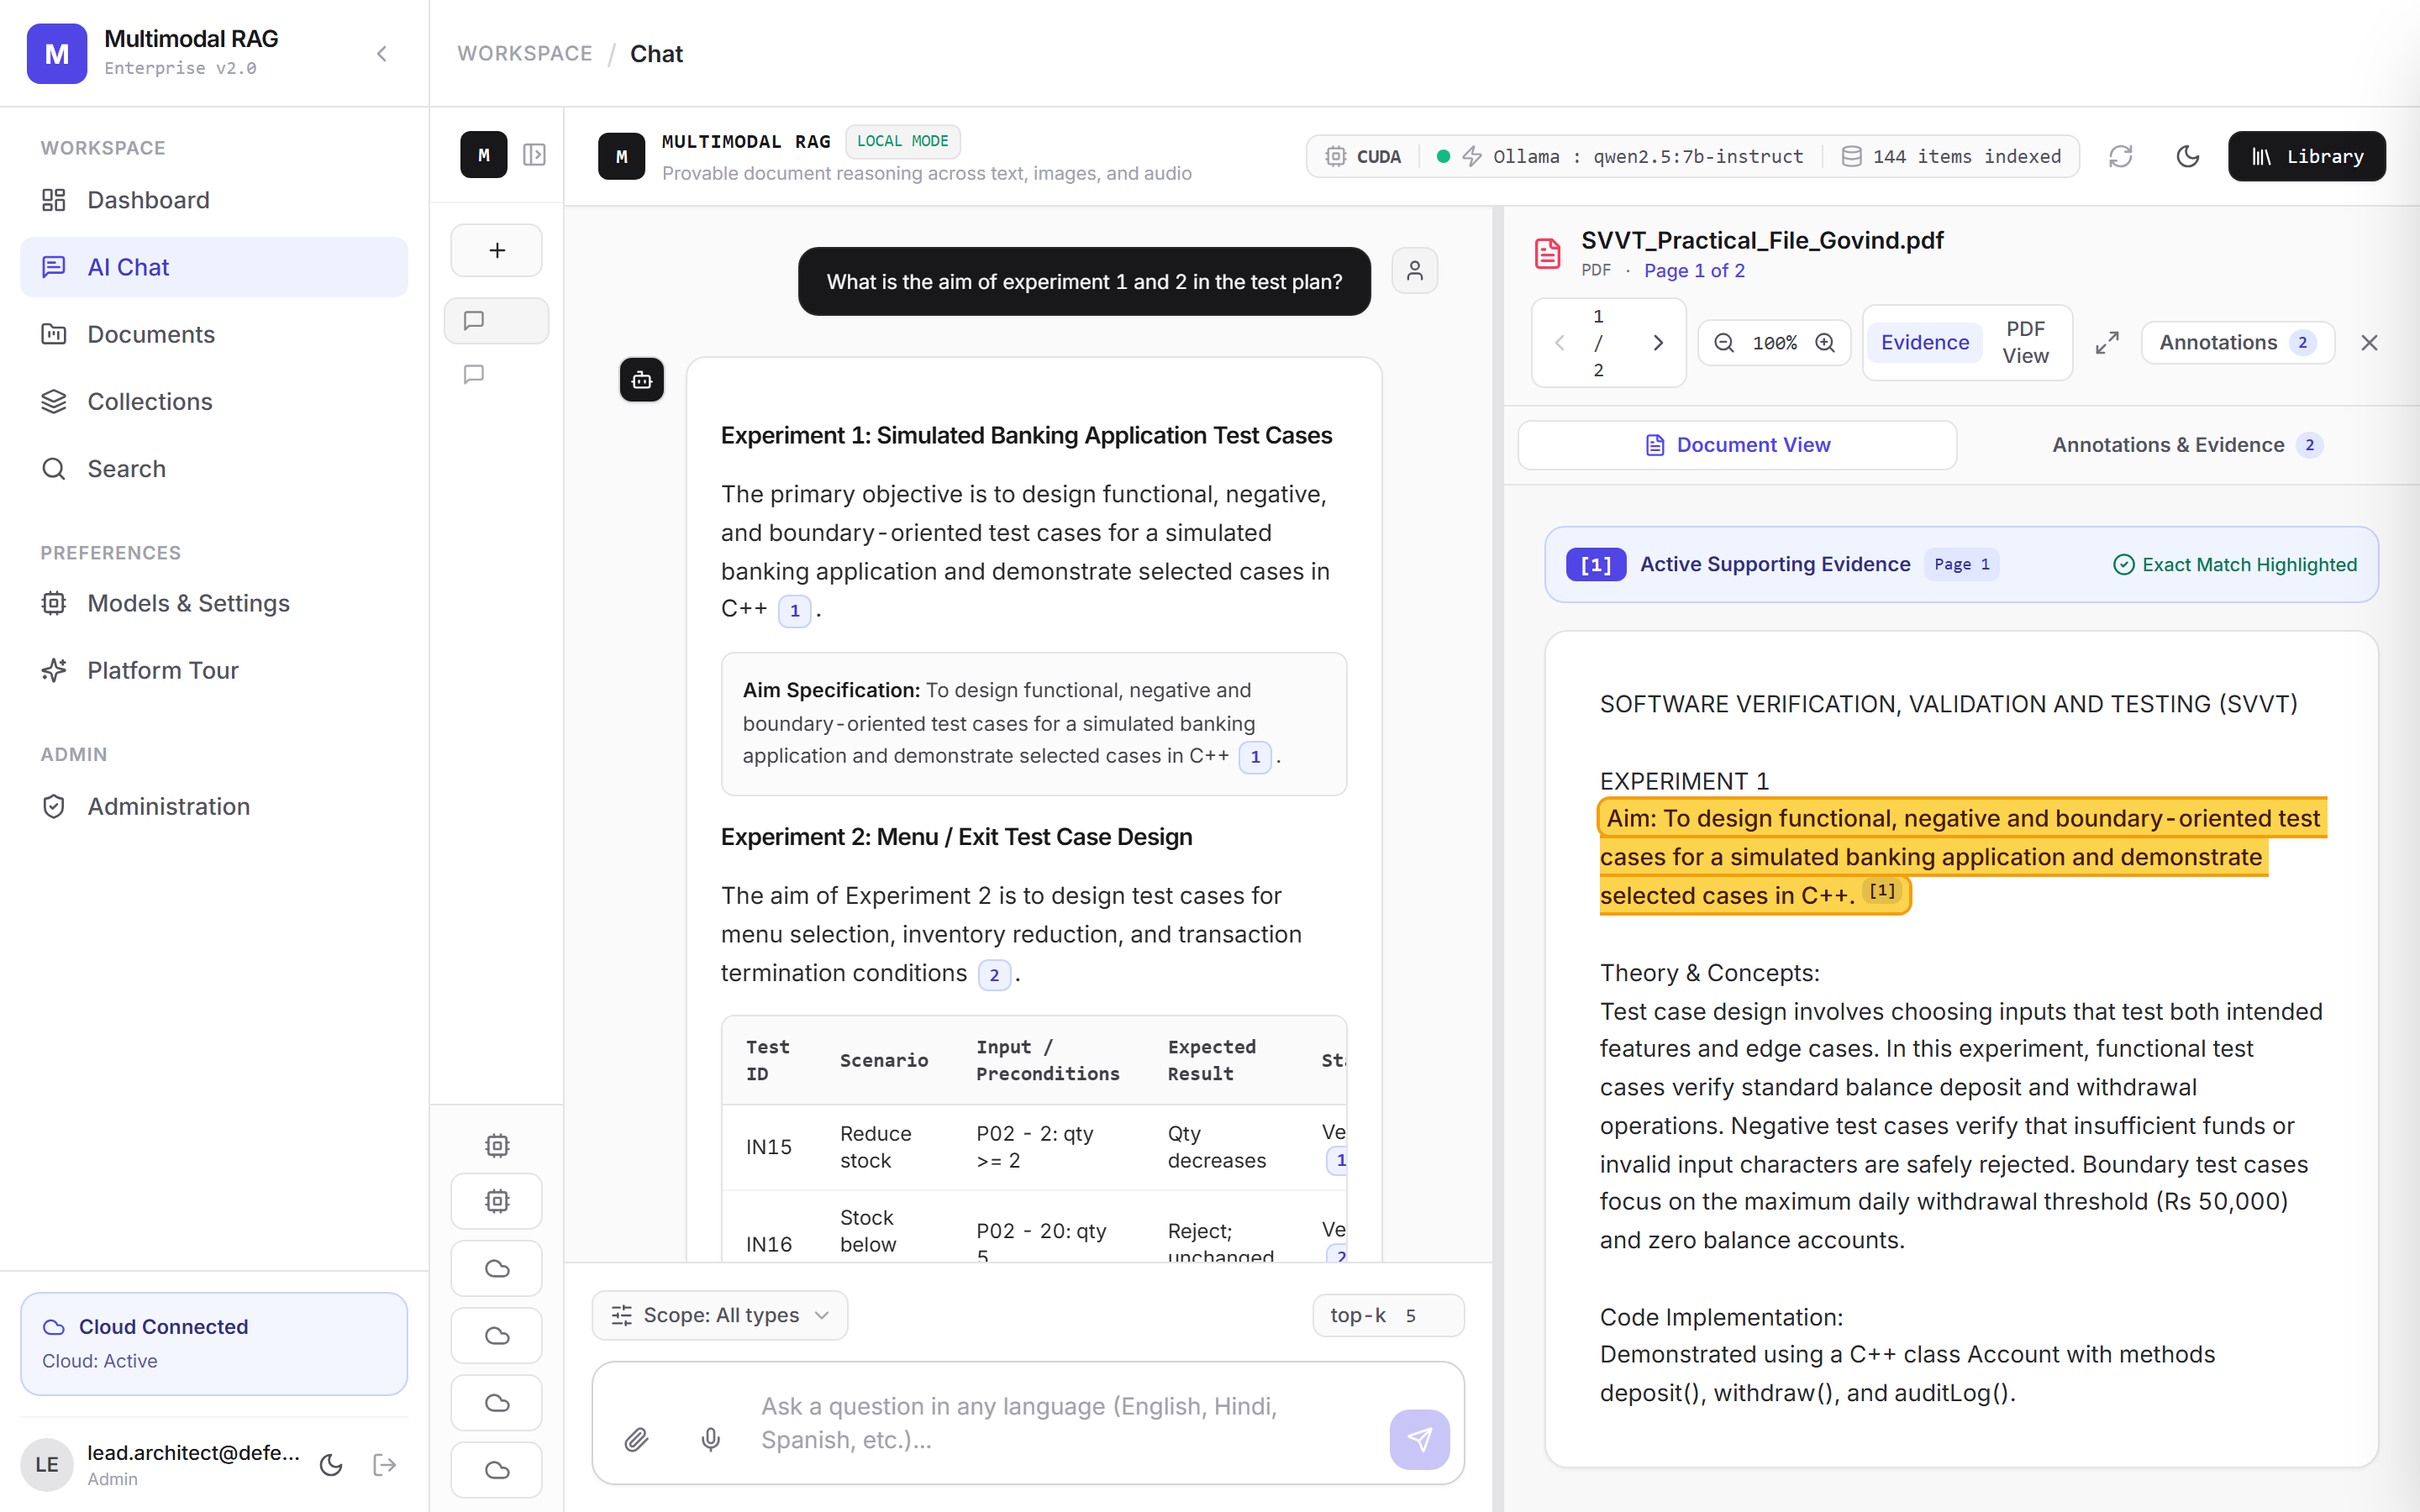 M
Multimodal RAG
Enterprise v2.0
WORKSPACE
Dashboard
AI Chat
Documents
Collections
Search
PREFERENCES
Models & Settings
Platform Tour
ADMIN
Administration
Cloud Connected
Cloud: Active
LE
lead.architect@defe...
Admin
WORKSPACE / Chat
M
M
MULTIMODAL RAG
LOCAL MODE
Provable document reasoning across text, images, and audio
CUDA
Ollama : qwen2.5:7b-instruct
144 items indexed
Library
What is the aim of experiment 1 and 2 in the test plan?
Experiment 1: Simulated Banking Application Test Cases
The primary objective is to design functional, negative,
and boundary-oriented test cases for a simulated
banking application and demonstrate selected cases in
C++ 1 .
Aim Specification: To design functional, negative and
boundary-oriented test cases for a simulated banking
application and demonstrate selected cases in C++ 1 .
Experiment 2: Menu / Exit Test Case Design
The aim of Experiment 2 is to design test cases for
menu selection, inventory reduction, and transaction
termination conditions 2 .
Test ID
Scenario
Input / Preconditions
Expected Result
IN15
Reduce stock
P02 - 2: qty >= 2
Qty decreases
Ve
1
IN16
Stock below
P02 - 20: qty 5
Reject; unchanged
Ve
2
Scope: All types
top-k 5
Ask a question in any language (English, Hindi,
Spanish, etc.)...
SVVT_Practical_File_Govind.pdf
PDF · Page 1 of 2
1
/
2
100%
Evidence
PDF
View
Annotations 2
Document View
Annotations & Evidence 2
[1] Active Supporting Evidence Page 1
Exact Match Highlighted
SOFTWARE VERIFICATION, VALIDATION AND TESTING (SVVT)
EXPERIMENT 1
Aim: To design functional, negative and boundary-oriented test
cases for a simulated banking application and demonstrate
selected cases in C++. [1]
Theory & Concepts:
Test case design involves choosing inputs that test both intended
features and edge cases. In this experiment, functional test
cases verify standard balance deposit and withdrawal
operations. Negative test cases verify that insufficient funds or
invalid input characters are safely rejected. Boundary test cases
focus on the maximum daily withdrawal threshold (Rs 50,000)
and zero balance accounts.
Code Implementation:
Demonstrated using a C++ class Account with methods
deposit(), withdraw(), and auditLog().